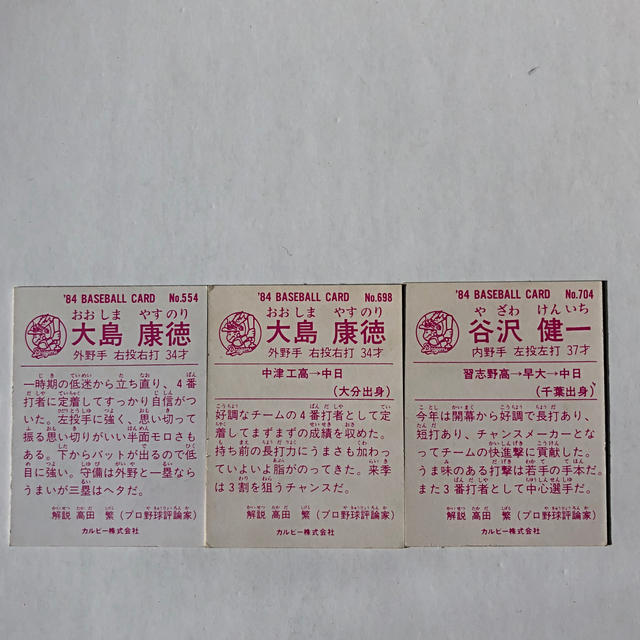 '84 BASEBALL CARD No.554
おおしま やすのり
大島 康徳
外野手 右投右打 34才
一時期の低迷から立ち直り、4番
打者に定着してすっかり自信がつ
いた。左投手に強く、思い切って
振る思い切りがいい半面モロさも
ある。下からバットが出るので低
目に強い。守備は外野と一塁なら
うまいが三塁はヘタだ。
解説 高田 繁(プロ野球評論家)
カルビー株式会社
'84 BASEBALL CARD No.698
おおしま やすのり
大島 康徳
外野手 右投右打 34才
中津工高→中日
(大分出身)
好調なチームの4番打者として定
着してまずまずの成績を収めた。
持ち前の長打力にうまさも加わっ
ていよいよ脂がのってきた。来季
は3割を狙うチャンスだ。
解説 高田 繁(プロ野球評論家)
カルビー株式会社
'84 BASEBALL CARD No.704
やざわ けんいち
谷沢 健一
内野手 左投左打 37才
習志野高→早大→中日
(千葉出身)
今年は開幕から好調で長打あり、
短打あり、チャンスメーカーとな
ってチームの快進撃に貢献した。
うま味のある打撃は若手の手本だ。
また3番打者として中心選手だ。
解説 高田 繁(プロ野球評論家)
カルビー株式会社